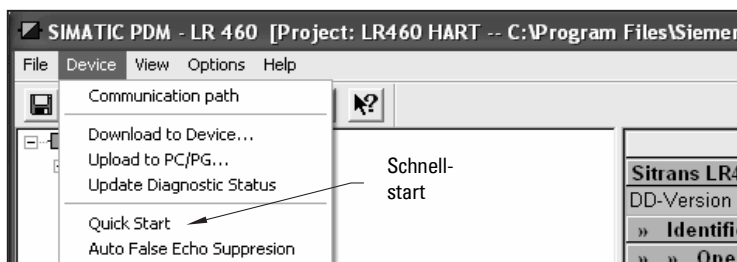 SIMATIC PDM - LR 460 [Project: LR460 HART -- C:\Program Files\Siemer
File Device View Options Help
Communication path
Download to Device...
Upload to PC/PG...
Update Diagnostic Status
Quick Start
Auto False Echo Suppresion
Schnell-
start
Sitrans LR4
DD-Version
» Identifi
» » Ope